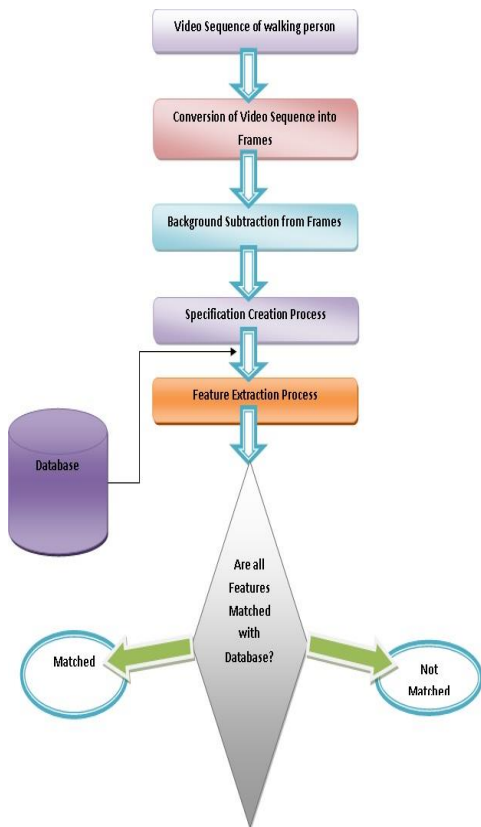 Video Sequence of walking person
Conversion of Video Sequence into
Frames
Background Subtraction from Frames
Specification Creation Process
Feature Extraction Process
Database
Are all
Features
Matched
with
Database?
Matched
Not
Matched